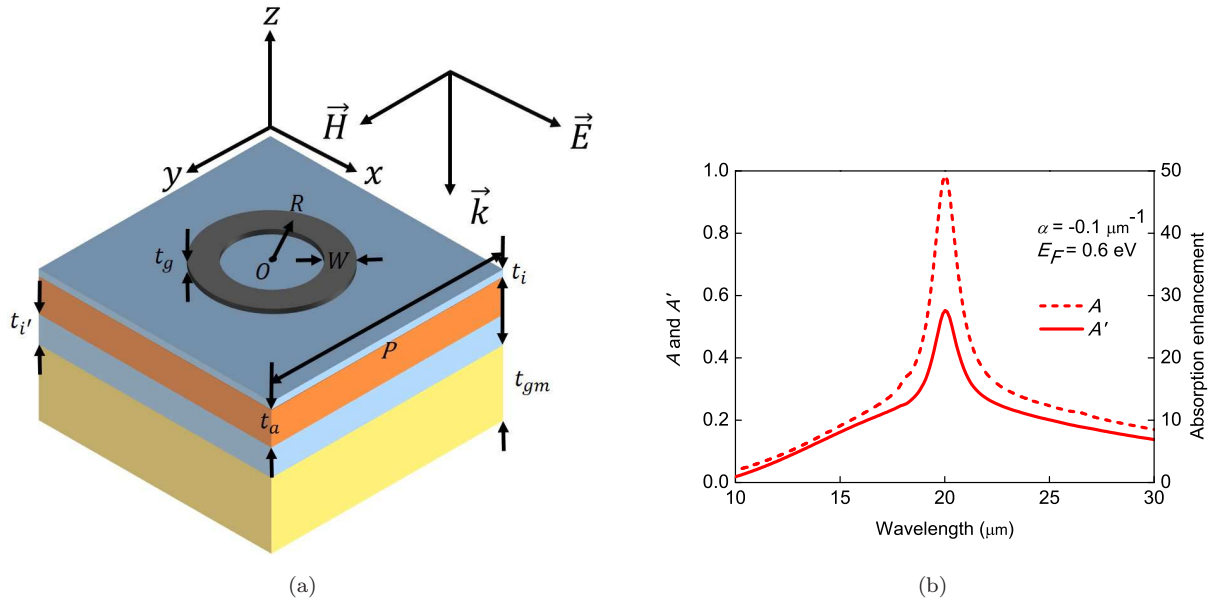 z
y
x
H
E
k
R
W
O
t_g
t_i
t_i'
P
t_gm
t_a
(a)
1.0
0.8
0.6
0.4
0.2
0.0
A and A'
50
40
30
20
10
0
Absorption enhancement
α = -0.1 μm⁻¹
E_F = 0.6 eV
A
A'
10
15
20
25
30
Wavelength (μm)
(b)